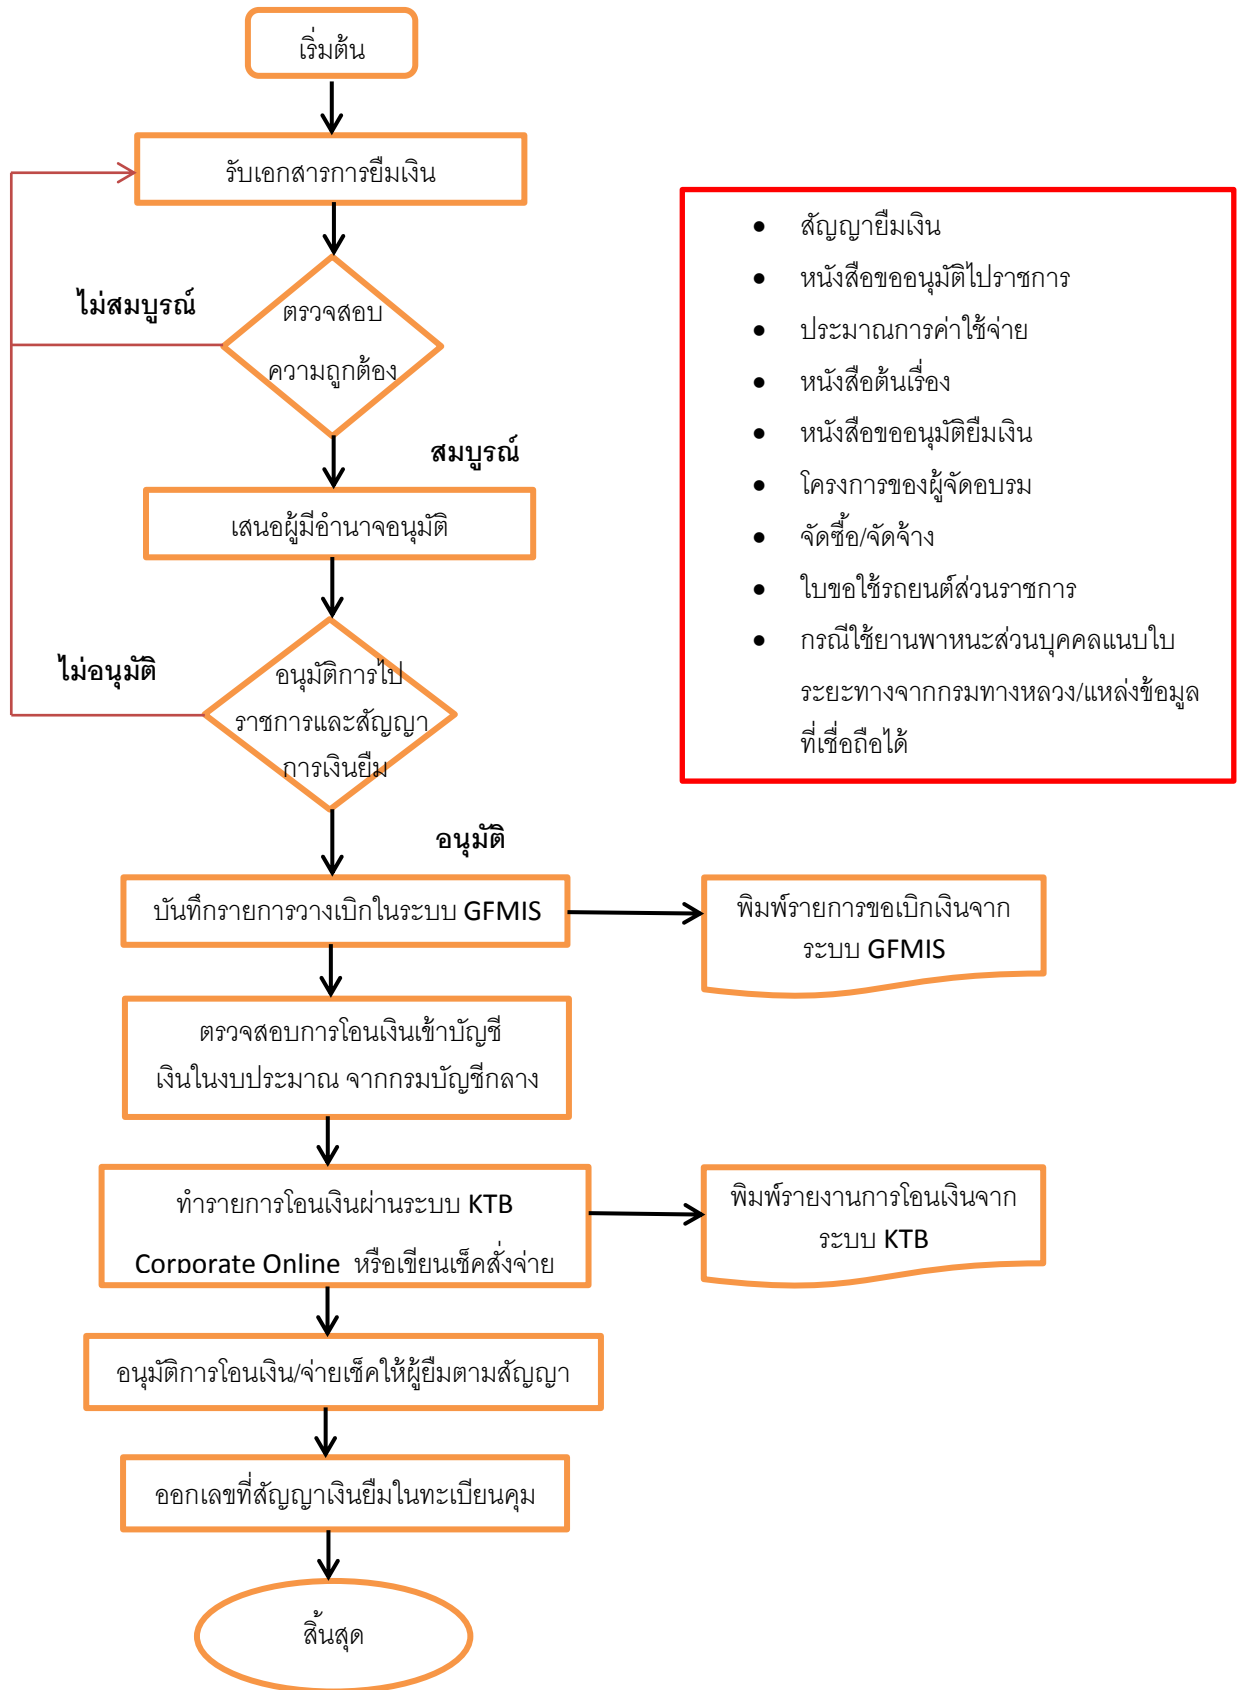 เริ่มต้น
รับเอกสารการยืมเงิน
ไม่สมบูรณ์
ตรวจสอบ
ความถูกต้อง
สมบูรณ์
เสนอผู้มีอำนาจอนุมัติ
ไม่อนุมัติ
อนุมัติการไป
ราชการและสัญญา
การเงินยืม
อนุมัติ
บันทึกรายการวางเบิกในระบบ GFMIS
พิมพ์รายการขอเบิกเงินจาก
ระบบ GFMIS
ตรวจสอบการโอนเงินเข้าบัญชี
เงินในงบประมาณ จากกรมบัญชีกลาง
ทำรายการโอนเงินผ่านระบบ KTB
Corporate Online หรือเขียนเช็คสั่งจ่าย
พิมพ์รายงานการโอนเงินจาก
ระบบ KTB
อนุมัติการโอนเงิน/จ่ายเช็คให้ผู้ยืมตามสัญญา
ออกเลขที่สัญญาเงินยืมในทะเบียนคุม
สิ้นสุด
• สัญญายืมเงิน
• หนังสือขออนุมัติไปราชการ
• ประมาณการค่าใช้จ่าย
• หนังสือต้นเรื่อง
• หนังสือขออนุมัติยืมเงิน
• โครงการของผู้จัดอบรม
• จัดซื้อ/จัดจ้าง
• ใบขอใช้รถยนต์ส่วนราชการ
• กรณีใช้ยานพาหนะส่วนบุคคลแนบใบ
ระยะทางจากกรมทางหลวง/แหล่งข้อมูล
ที่เชื่อถือได้